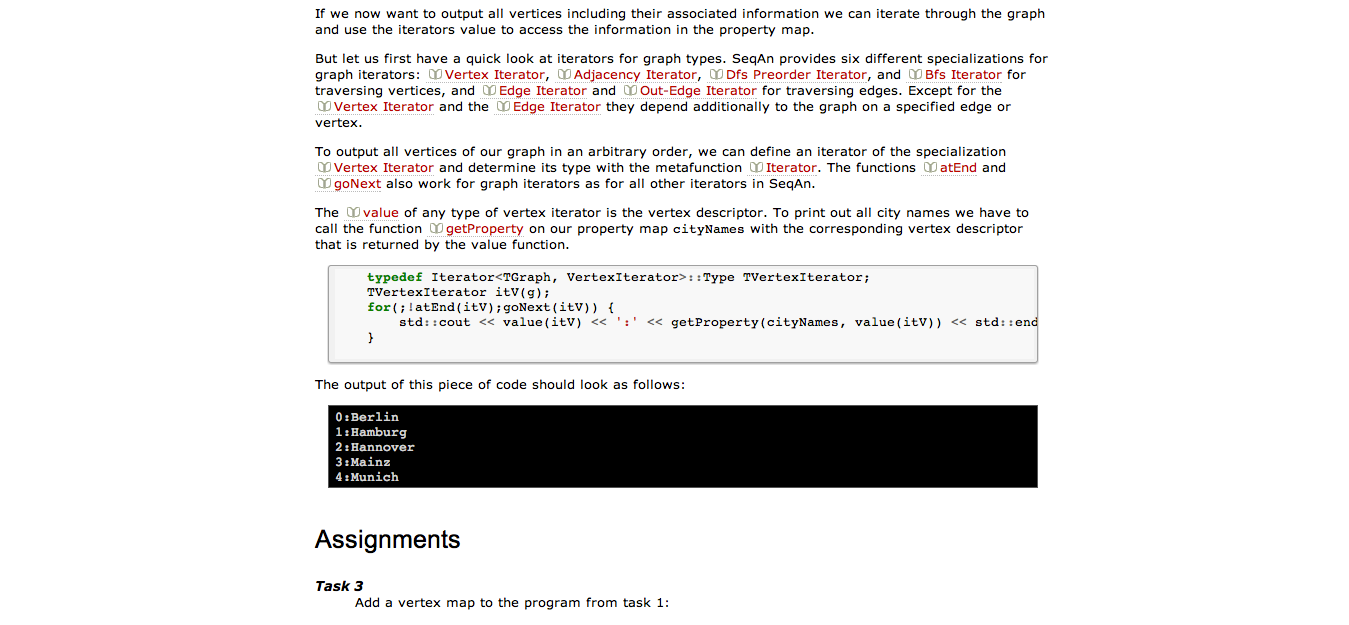 If we now want to output all vertices including their associated information we can iterate through the graph
and use the iterators value to access the information in the property map.
But let us first have a quick look at iterators for graph types. SeqAn provides six different specializations for
graph iterators: Vertex Iterator, Adjacency Iterator, Dfs Preorder Iterator, and Bfs Iterator for
traversing vertices, and Edge Iterator and Out-Edge Iterator for traversing edges. Except for the
Vertex Iterator and the Edge Iterator they depend additionally to the graph on a specified edge or
vertex.
To output all vertices of our graph in an arbitrary order, we can define an iterator of the specialization
Vertex Iterator and determine its type with the metafunction Iterator. The functions atEnd and
goNext also work for graph iterators as for all other iterators in SeqAn.
The value of any type of vertex iterator is the vertex descriptor. To print out all city names we have to
call the function getProperty on our property map cityNames with the corresponding vertex descriptor
that is returned by the value function.
typedef Iterator<TGraph, VertexIterator>::Type TVertexIterator;
TVertexIterator itV(g);
for(;!atEnd(itV);goNext(itV)) {
std::cout << value(itV) << ':' << getProperty(cityNames, value(itV)) << std::end
}
The output of this piece of code should look as follows:
0:Berlin
1:Hamburg
2:Hannover
3:Mainz
4:Munich
Assignments
Task 3
Add a vertex map to the program from task 1: